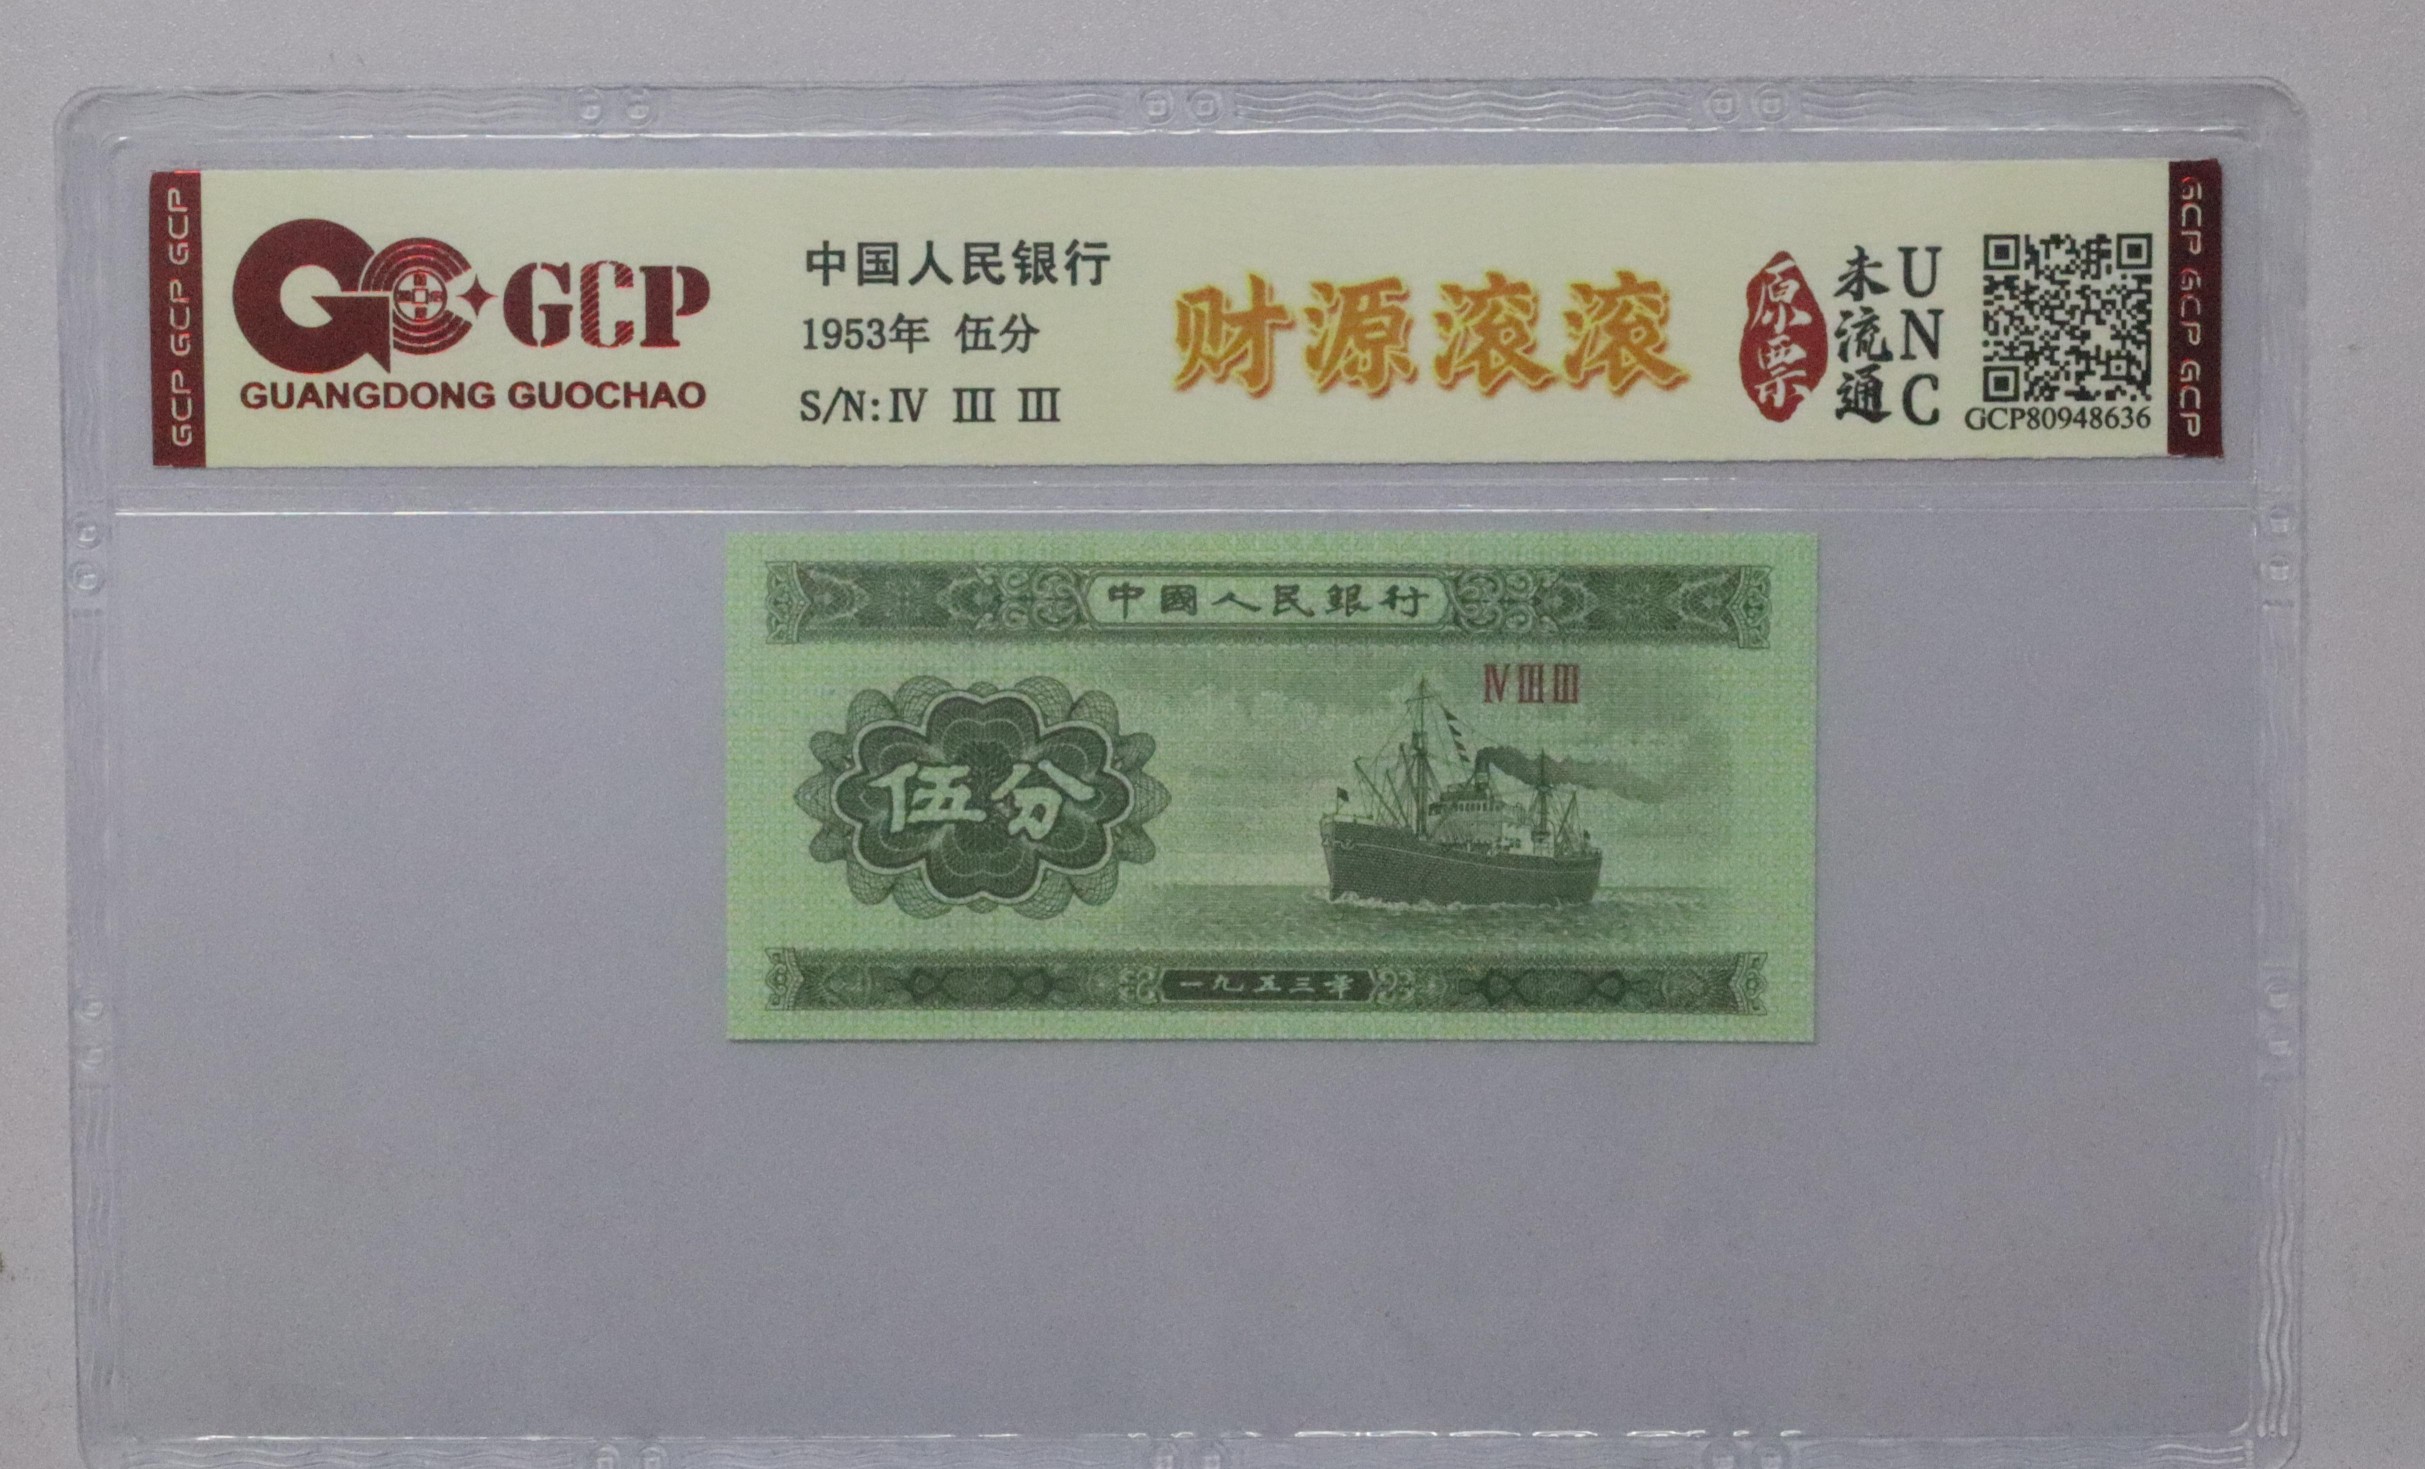 GCP GCP GCP
GCP
GUANGDONG GUOCHAO
中国人民银行
1953年 伍分
S/N: Ⅳ Ⅲ Ⅲ
财源滚滚
原票
未流通
UNC
GCP80948636
GCP GCP GCP
中國人民銀行
ⅣⅢⅢ
伍分
一九五三年